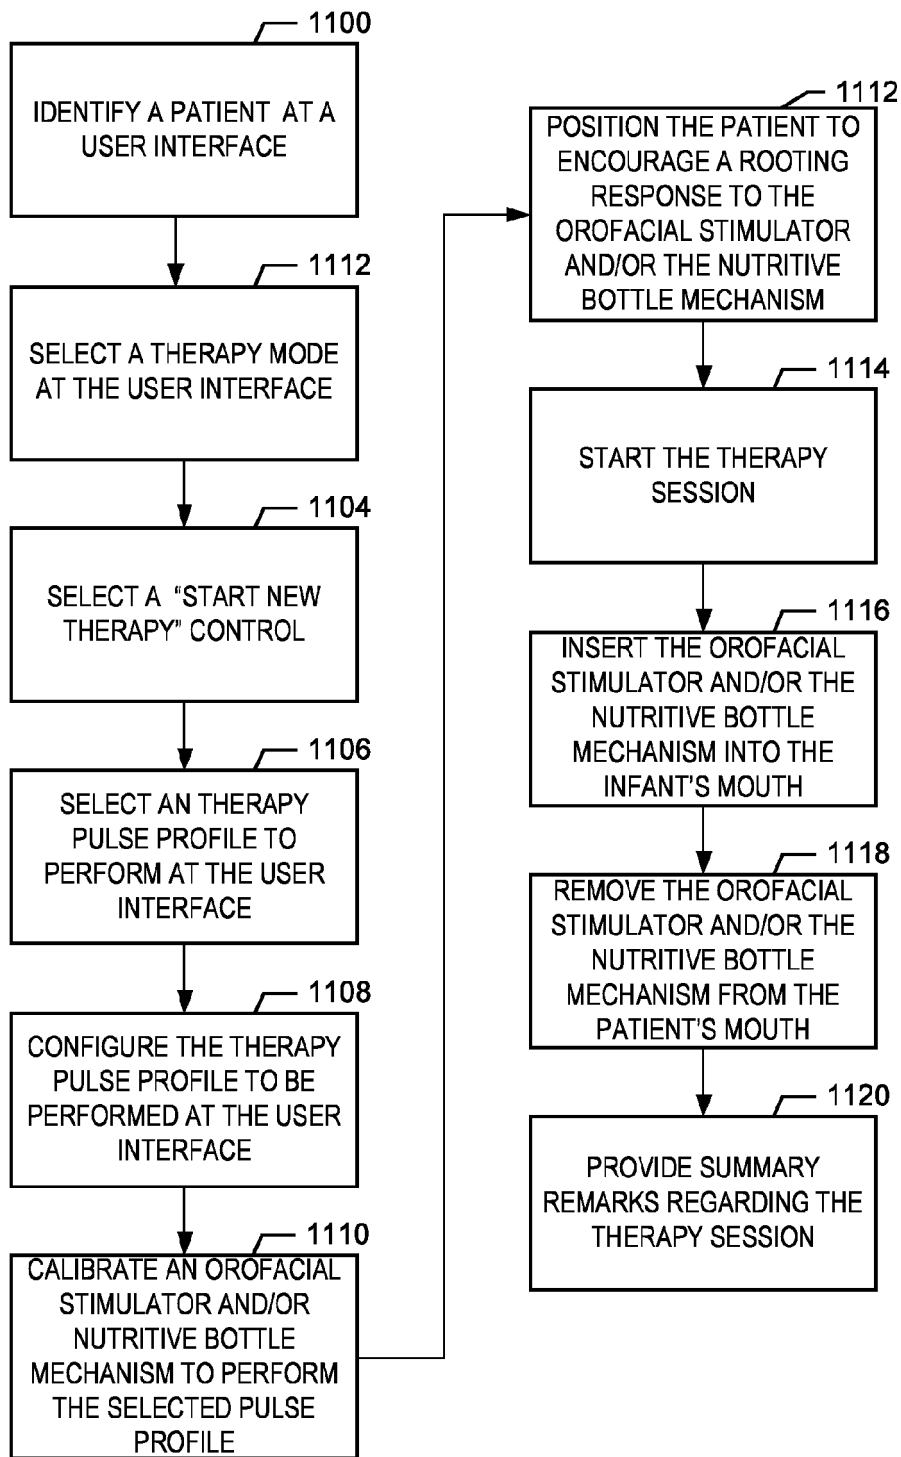 1100
IDENTIFY A PATIENT AT A
USER INTERFACE
1112
SELECT A THERAPY MODE
AT THE USER INTERFACE
1104
SELECT A "START NEW
THERAPY" CONTROL
1106
SELECT AN THERAPY
PULSE PROFILE TO
PERFORM AT THE USER
INTERFACE
1108
CONFIGURE THE THERAPY
PULSE PROFILE TO BE
PERFORMED AT THE USER
INTERFACE
1110
CALIBRATE AN OROFACIAL
STIMULATOR AND/OR
NUTRITIVE BOTTLE
MECHANISM TO PERFORM
THE SELECTED PULSE
PROFILE
1112
POSITION THE PATIENT TO
ENCOURAGE A ROOTING
RESPONSE TO THE
OROFACIAL STIMULATOR
AND/OR THE NUTRITIVE
BOTTLE MECHANISM
1114
START THE THERAPY
SESSION
1116
INSERT THE OROFACIAL
STIMULATOR AND/OR THE
NUTRITIVE BOTTLE
MECHANISM INTO THE
INFANT'S MOUTH
1118
REMOVE THE OROFACIAL
STIMULATOR AND/OR THE
NUTRITIVE BOTTLE
MECHANISM FROM THE
PATIENT'S MOUTH
1120
PROVIDE SUMMARY
REMARKS REGARDING THE
THERAPY SESSION